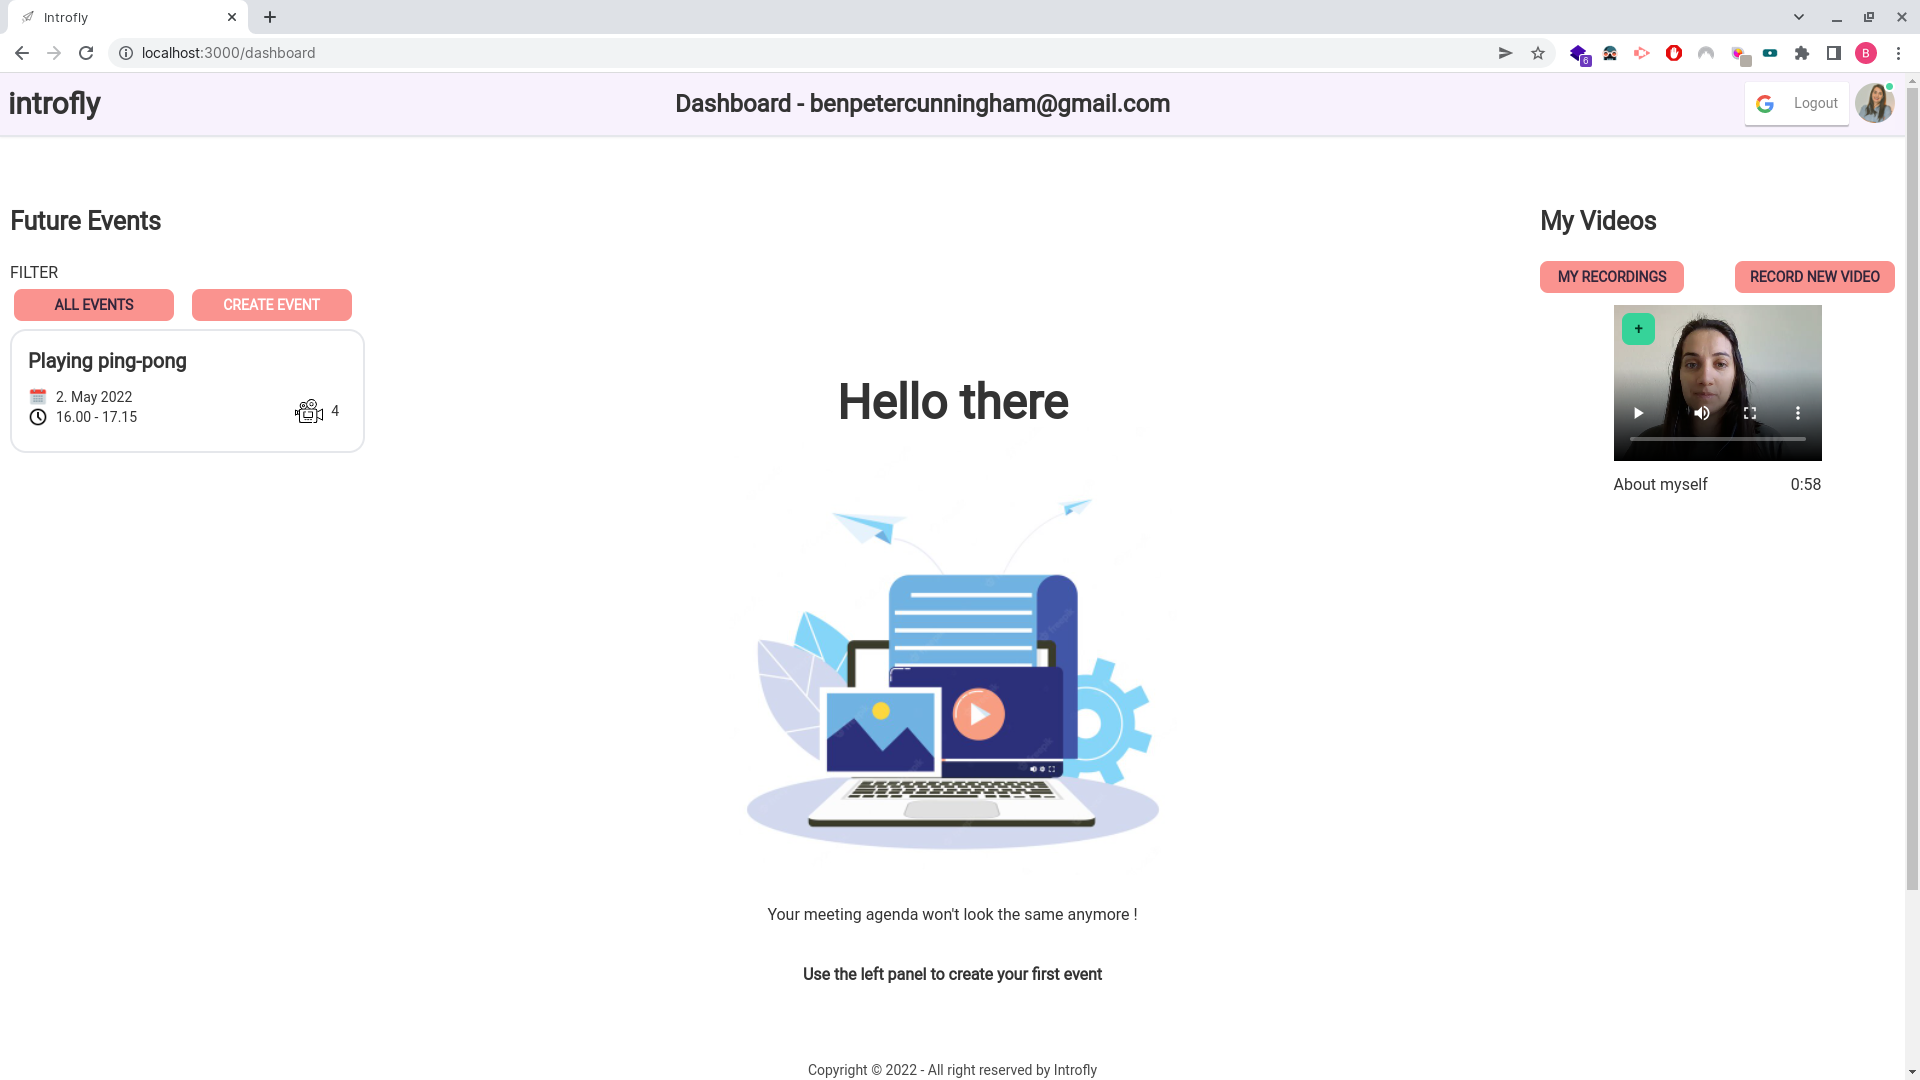 Introfly
localhost:3000/dashboard
6
B
introfly
Dashboard - benpetercunningham@gmail.com
Logout
Future Events
FILTER
ALL EVENTS
CREATE EVENT
Playing ping-pong
2. May 2022
16.00 - 17.15
4
My Videos
MY RECORDINGS
RECORD NEW VIDEO
+
About myself
0:58
Hello there
Your meeting agenda won't look the same anymore !
Use the left panel to create your first event
Copyright © 2022 - All right reserved by Introfly